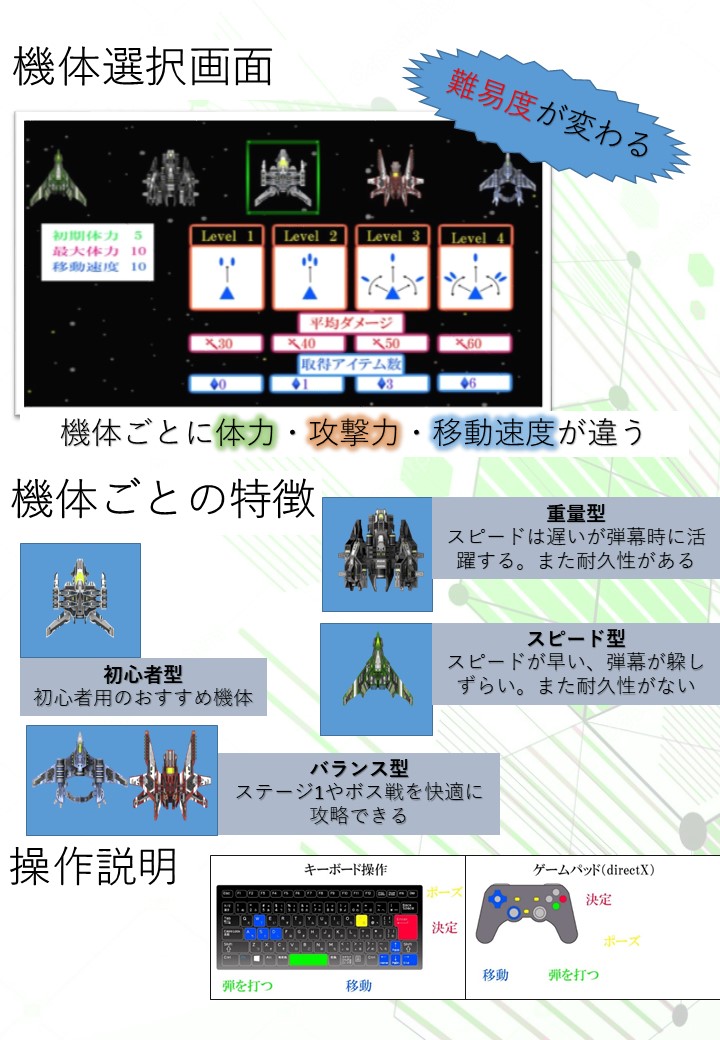 機体選択画面
難易度が変わる
初期体力 5
最大体力 10
移動速度 10
Level 1
Level 2
Level 3
Level 4
平均ダメージ
30
40
50
60
取得アイテム数
0
1
3
6
機体ごとに体力・攻撃力・移動速度が違う
機体ごとの特徴
重量型
スピードは遅いが弾幕時に活
躍する。また耐久性がある
初心者型
初心者用のおすすめ機体
スピード型
スピードが早い、弾幕が躱し
ずらい。また耐久性がない
バランス型
ステージ1やボス戦を快適に
攻略できる
操作説明
キーボード操作
ポーズ
決定
弾を打つ
移動
ゲームパッド(directX)
決定
ポーズ
移動
弾を打つ